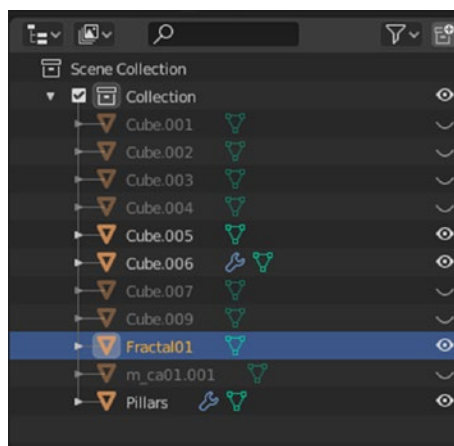 Scene Collection
Collection
Cube.001
Cube.002
Cube.003
Cube.004
Cube.005
Cube.006
Cube.007
Cube.009
Fractal01
m_ca01.001
Pillars